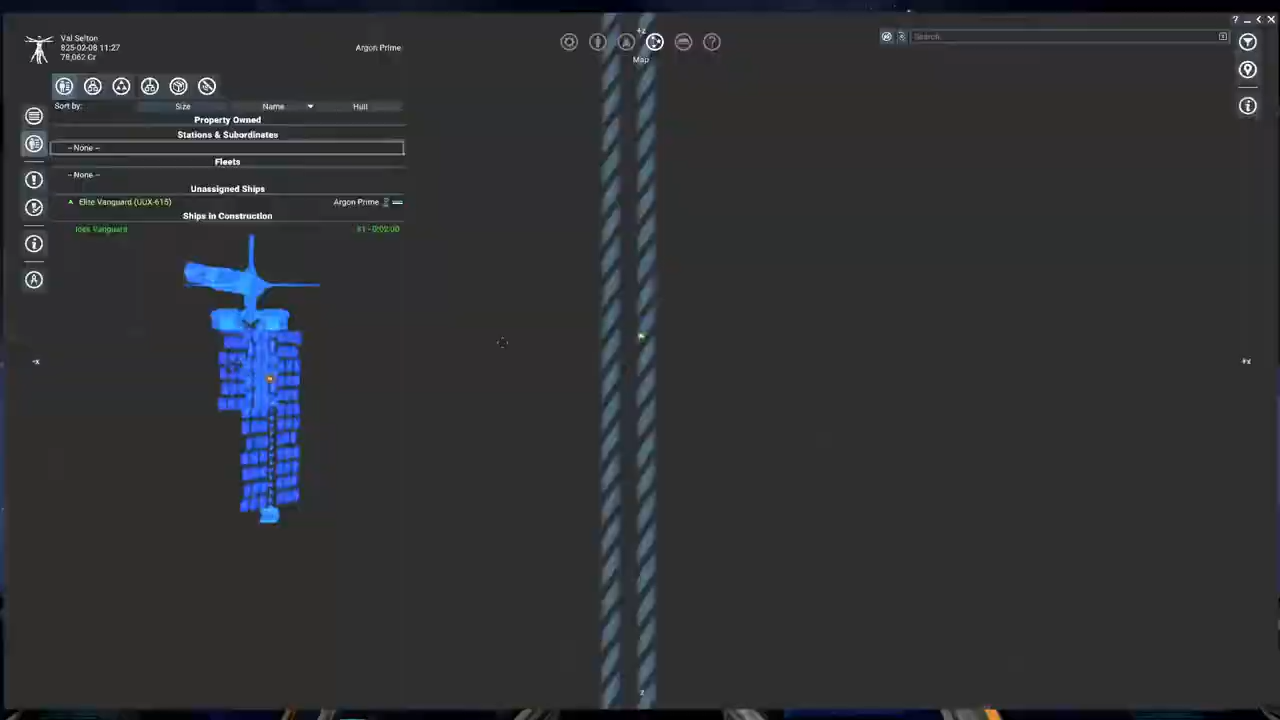 Val Selton
825-02-08 11:27
78,062 Cr
Argon Prime
Map
Search...
Sort by:
Size
Name
Hull
Property Owned
Stations & Subordinates
-- None --
Fleets
-- None --
Unassigned Ships
Elite Vanguard (UUX-615)
Argon Prime
Ships in Construction
Vanguard
+z
-x
+x
z